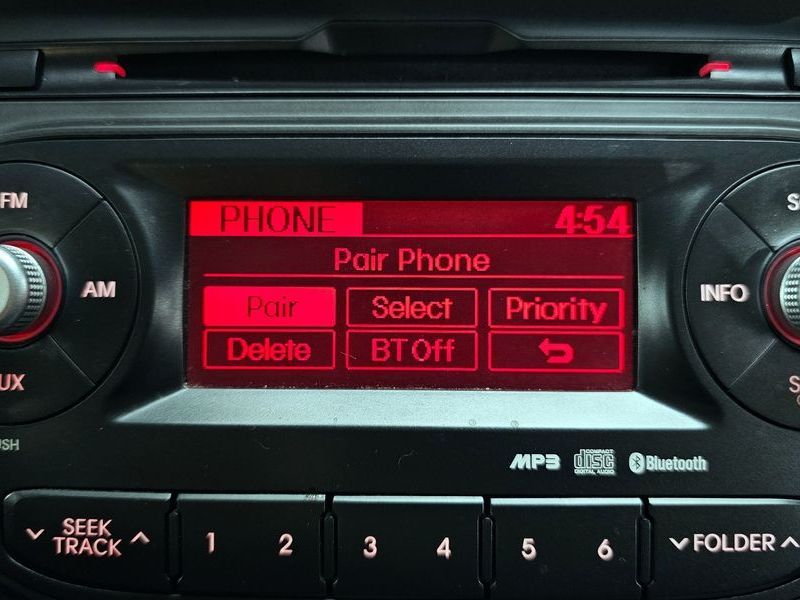 FM
PHONE 4:54
Pair Phone
AM
INFO
Pair Select Priority
Delete BT Off
UX
USH
MP3 COMPACT disc DIGITAL AUDIO Bluetooth
SEEK
TRACK
1 2 3 4 5 6
FOLDER